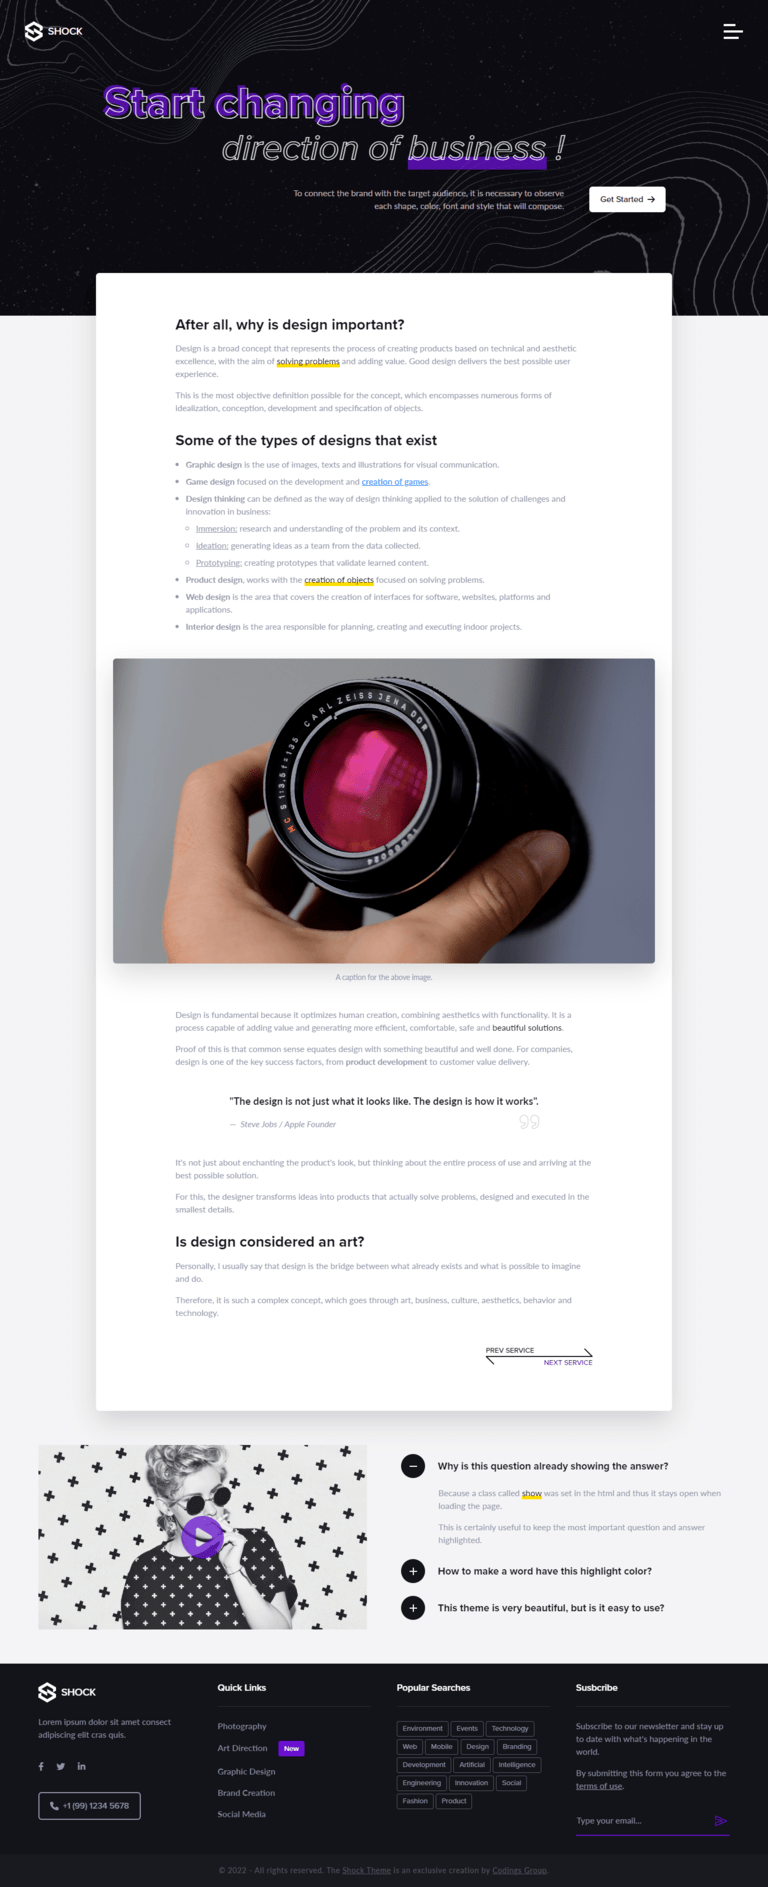 SHOCK
Start changing
direction of business !
To connect the brand with the target audience, it is necessary to observe
each shape, color, font and style that will compose.
Get Started
After all, why is design important?
Design is a broad concept that represents the process of creating products based on technical and aesthetic
excellence, with the aim of solving problems and adding value. Good design delivers the best possible user
experience.
This is the most objective definition possible for the concept, which encompasses numerous forms of
idealization, conception, development and specification of objects.
Some of the types of designs that exist
Graphic design is the use of images, texts and illustrations for visual communication.
Game design focused on the development and creation of games.
Design thinking can be defined as the way of design thinking applied to the solution of challenges and
innovation in business:
Immersion: research and understanding of the problem and its context.
Ideation: generating ideas as a team from the data collected.
Prototyping: creating prototypes that validate learned content.
Product design, works with the creation of objects focused on solving problems.
Web design is the area that covers the creation of interfaces for software, websites, platforms and
applications.
Interior design is the area responsible for planning, creating and executing indoor projects.
MC S 1:3.5 f=135 CARL ZEISS JENA DDR
A caption for the above image.
Design is fundamental because it optimizes human creation, combining aesthetics with functionality. It is a
process capable of adding value and generating more efficient, comfortable, safe and beautiful solutions.
Proof of this is that common sense equates design with something beautiful and well done. For companies,
design is one of the key success factors, from product development to customer value delivery.
"The design is not just what it looks like. The design is how it works".
— Steve Jobs / Apple Founder
It's not just about enchanting the product's look, but thinking about the entire process of use and arriving at the
best possible solution.
For this, the designer transforms ideas into products that actually solve problems, designed and executed in the
smallest details.
Is design considered an art?
Personally, I usually say that design is the bridge between what already exists and what is possible to imagine
and do.
Therefore, it is such a complex concept, which goes through art, business, culture, aesthetics, behavior and
technology.
PREV SERVICE
NEXT SERVICE
Why is this question already showing the answer?
Because a class called show was set in the html and thus it stays open when
loading the page.
This is certainly useful to keep the most important question and answer
highlighted.
How to make a word have this highlight color?
This theme is very beautiful, but is it easy to use?
SHOCK
Lorem ipsum dolor sit amet consect
adipiscing elit cras quis.
+1 (99) 1234 5678
Quick Links
Photography
Art Direction New
Graphic Design
Brand Creation
Social Media
Popular Searches
Environment Events Technology
Web Mobile Design Branding
Development Artificial Intelligence
Engineering Innovation Social
Fashion Product
Susbcribe
Subscribe to our newsletter and stay up
to date with what's happening in the
world.
By submitting this form you agree to the
terms of use.
Type your email...
© 2022 - All rights reserved. The Shock Theme is an exclusive creation by Codings Group.